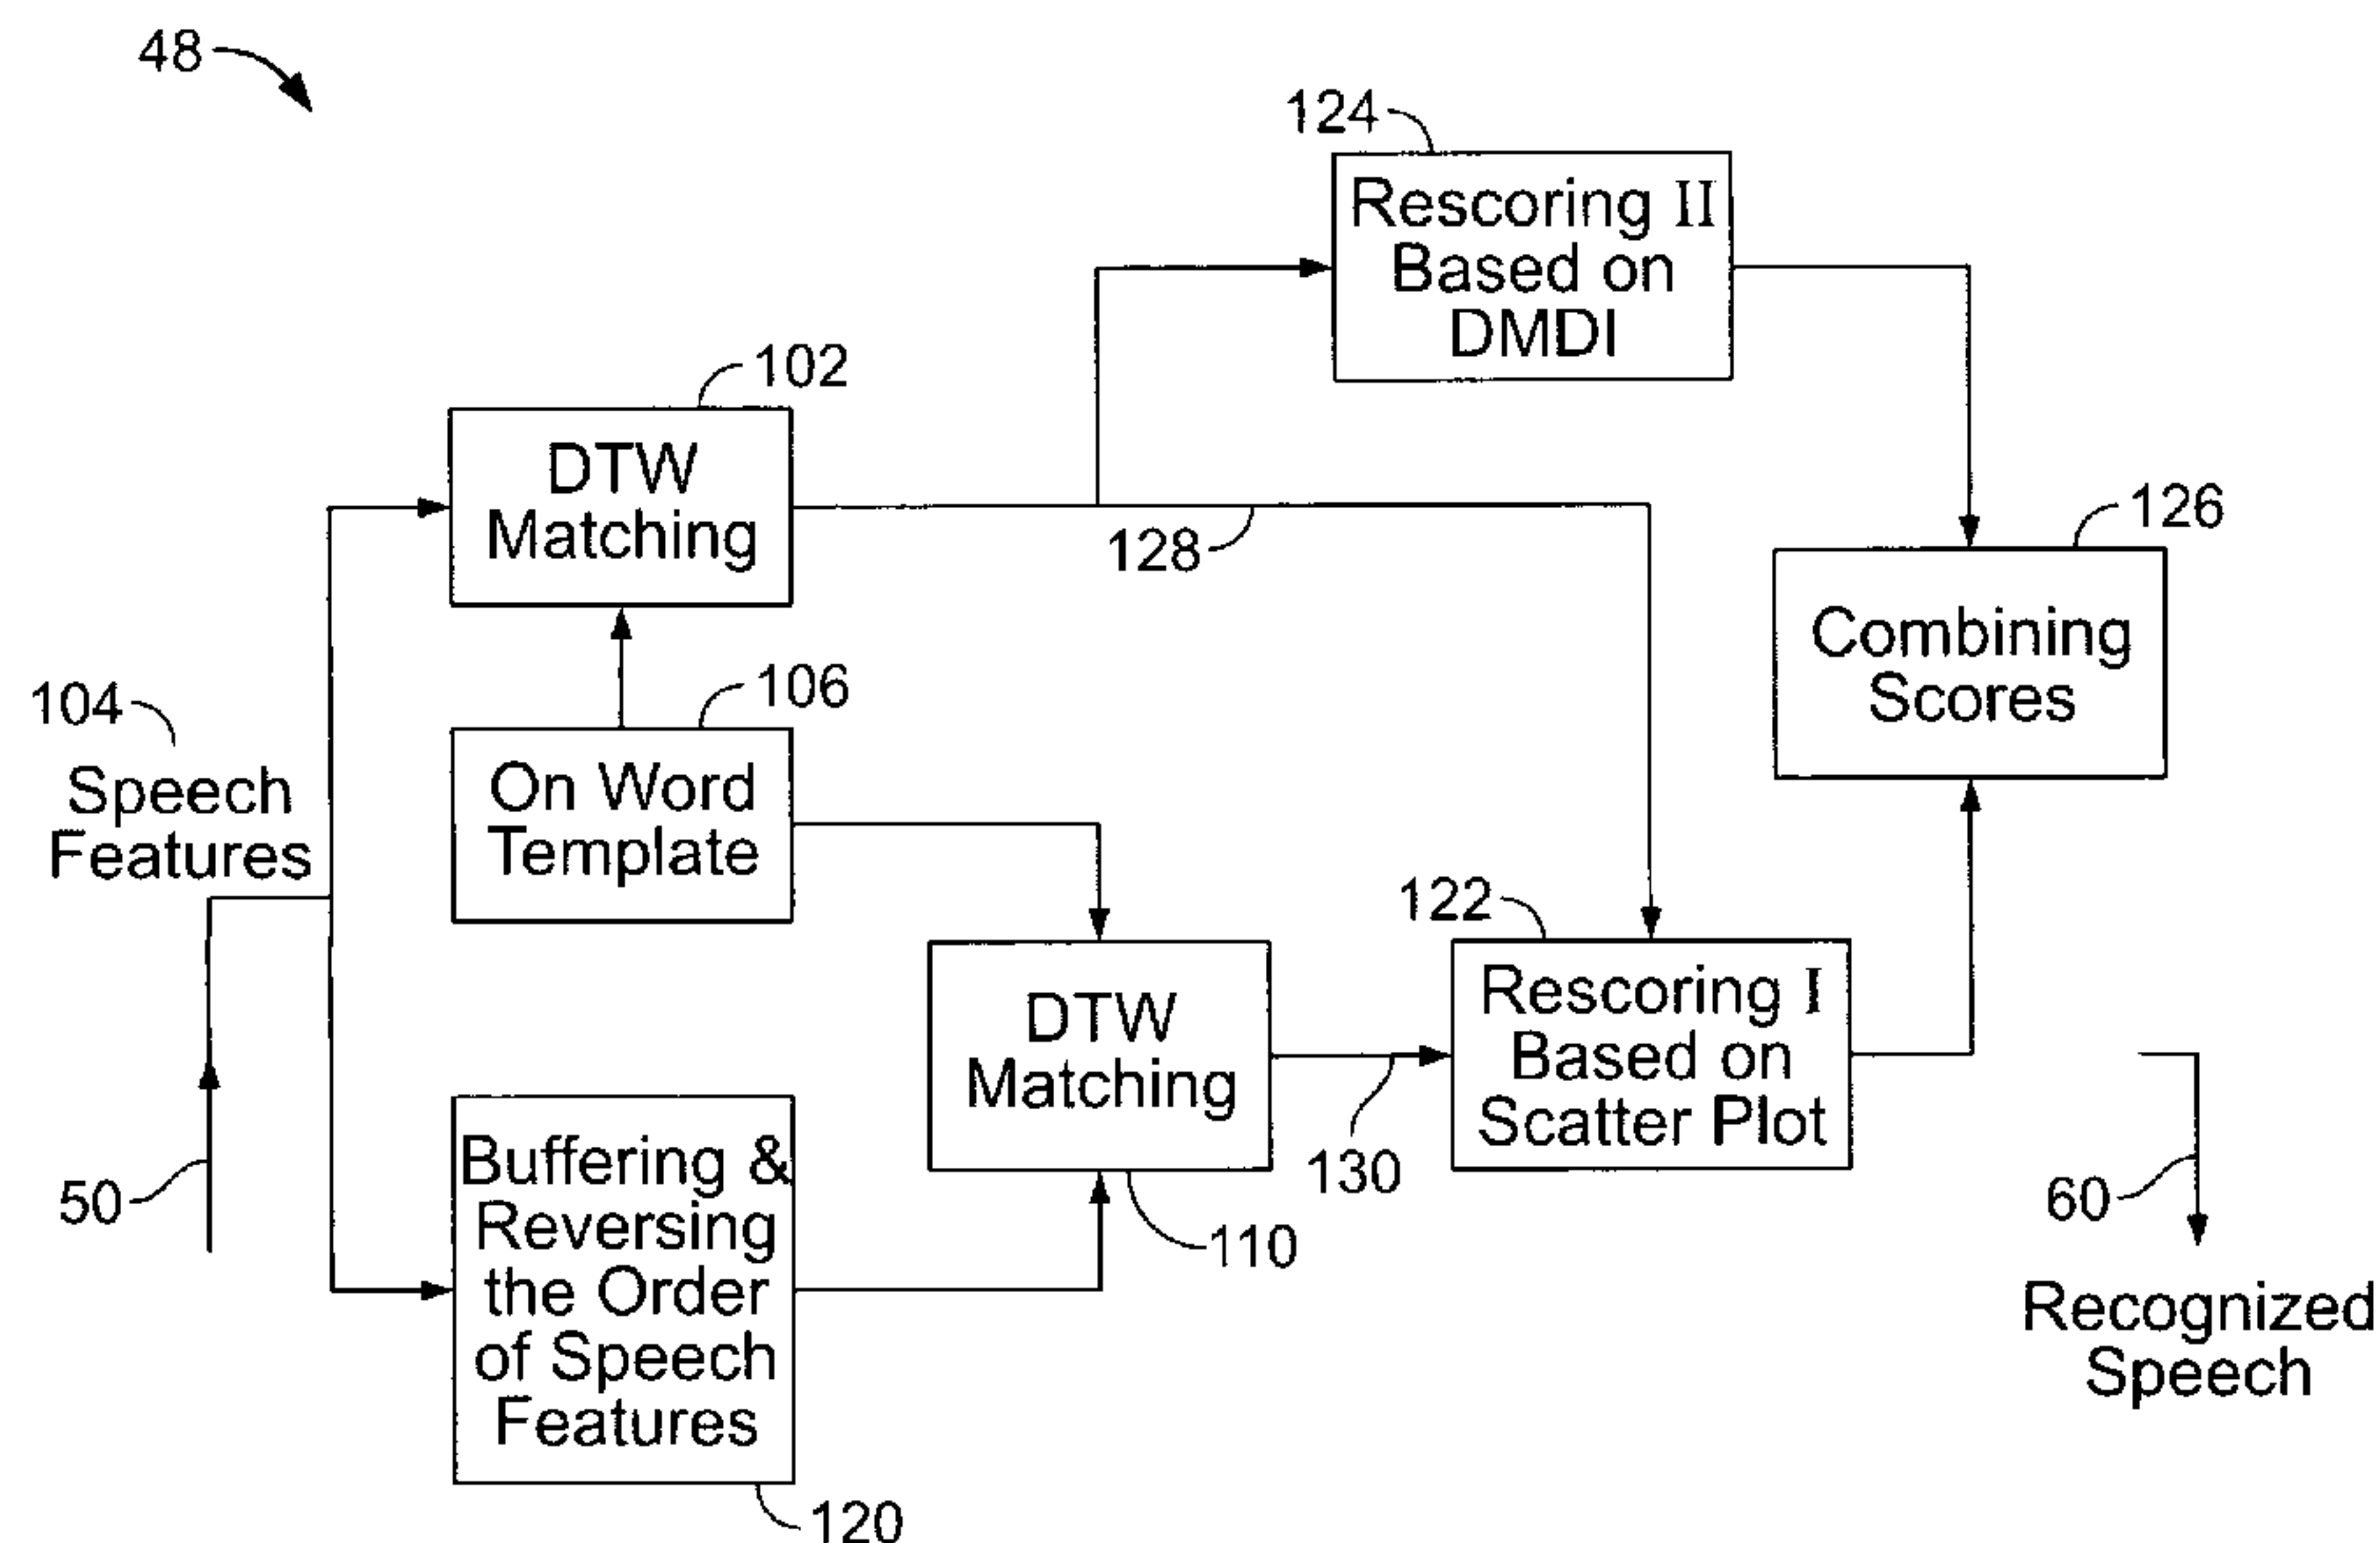 48
124
Rescoring II
Based on
DMDI
102
DTW
Matching
128
126
Combining
Scores
104
Speech
Features
106
On Word
Template
122
Rescoring I
Based on
Scatter Plot
DTW
Matching
130
110
50
Buffering &
Reversing
the Order
of Speech
Features
120
60
Recognized
Speech